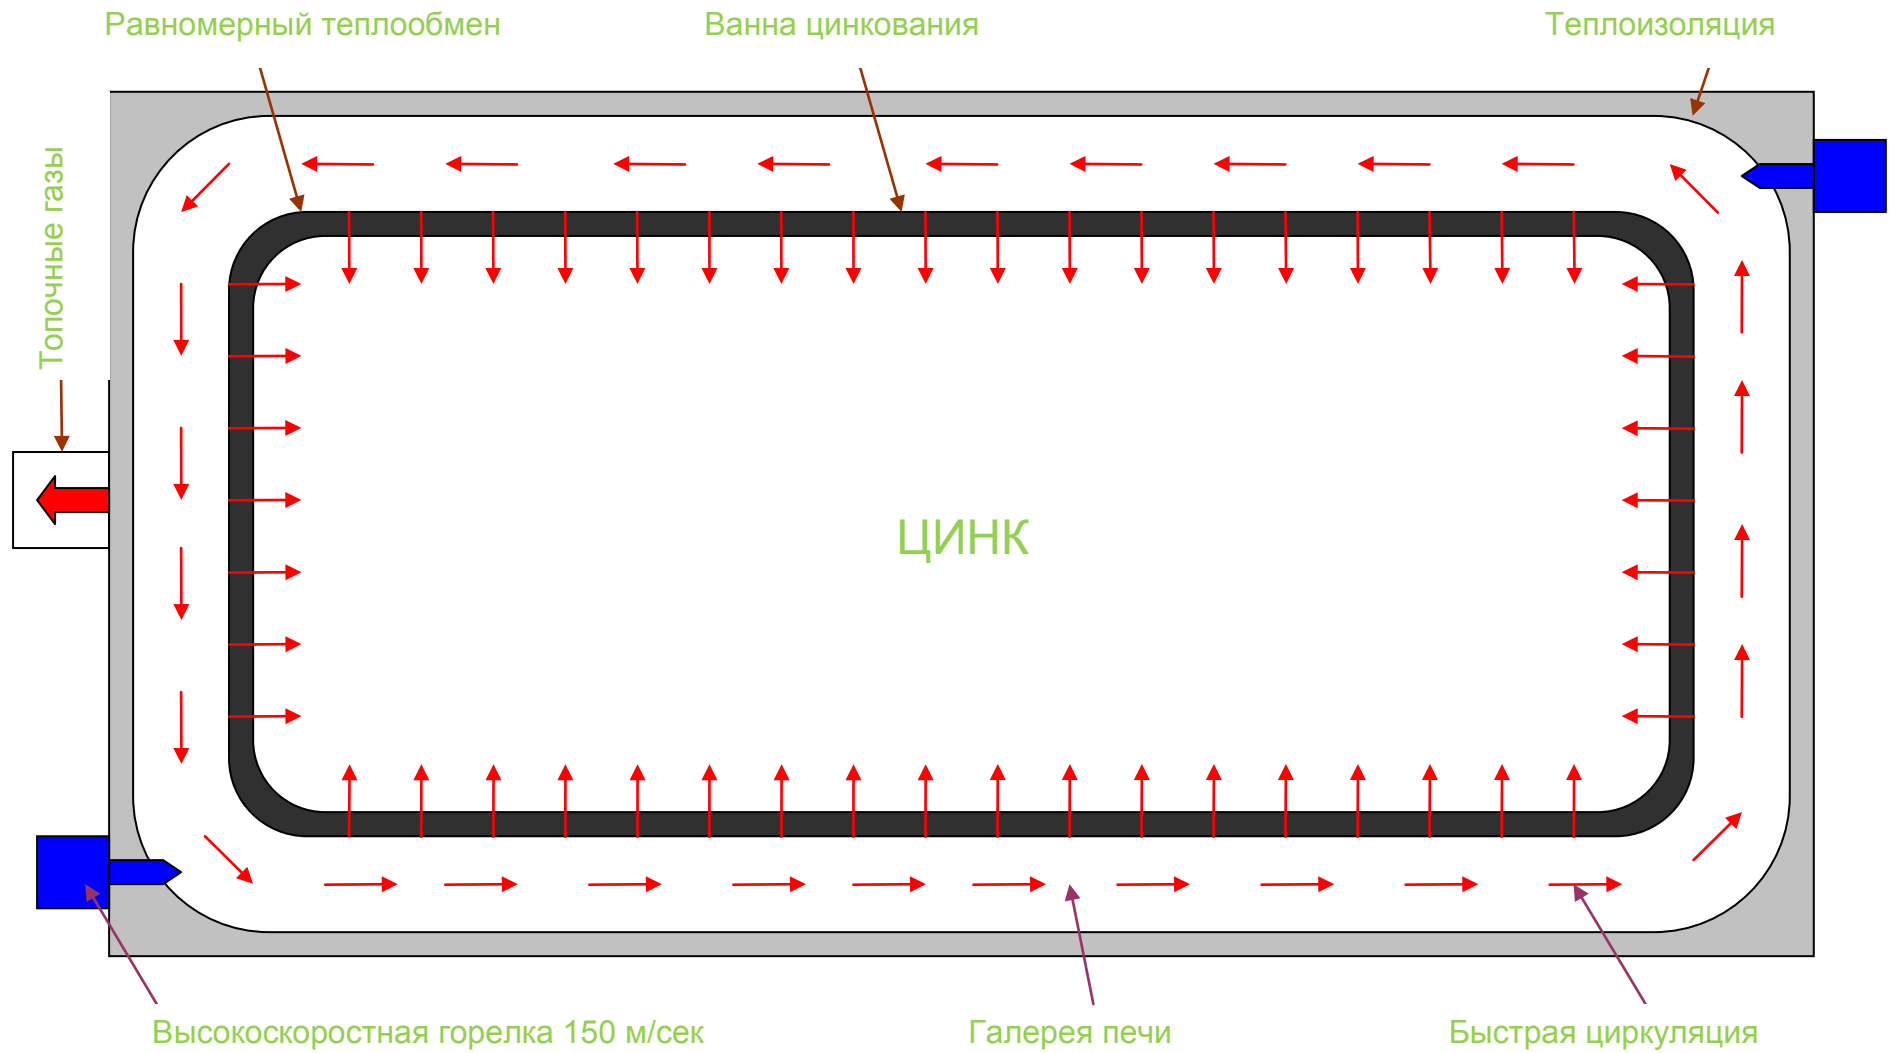 Равномерный теплообмен
Ванна цинкования
Теплоизоляция
Топочные газы
ЦИНК
Высокоскоростная горелка 150 м/сек
Галерея печи
Быстрая циркуляция